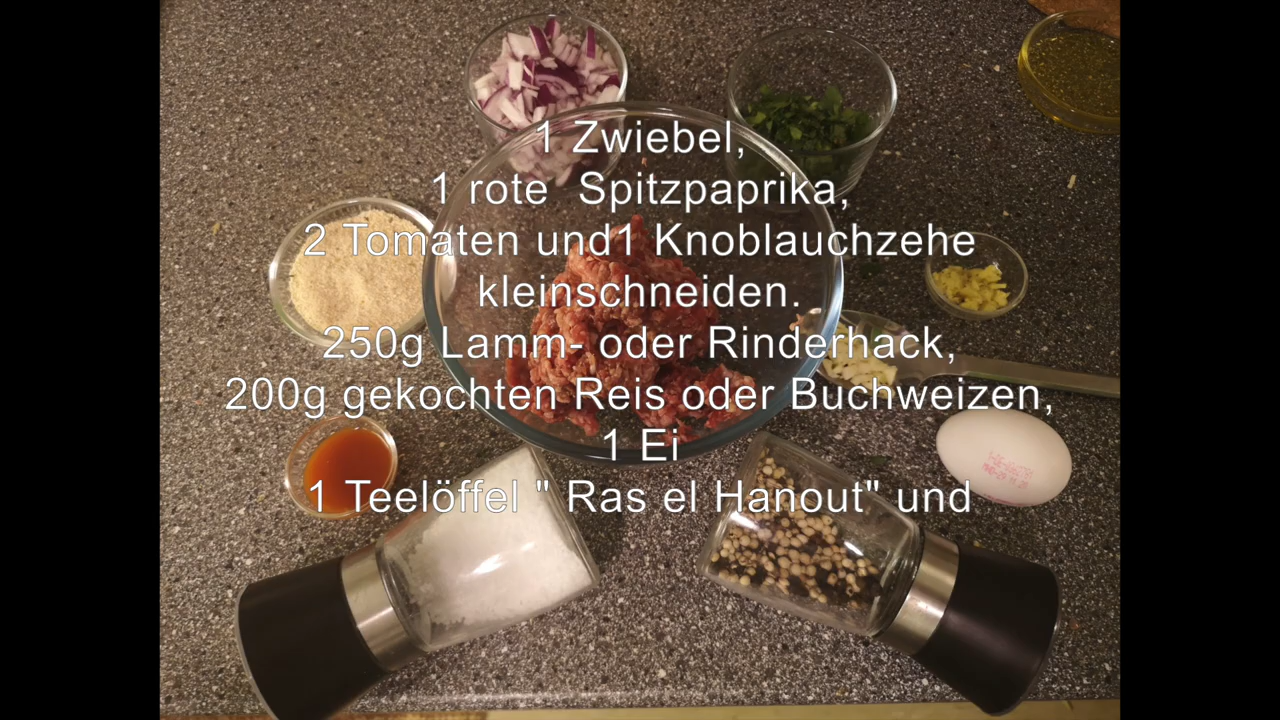 1 Zwiebel,
1 rote  Spitzpaprika,
2 Tomaten und1 Knoblauchzehe
kleinschneiden.
250g Lamm- oder Rinderhack,
200g gekochten Reis oder Buchweizen,
1 Ei
1 Teelöffel " Ras el Hanout" und